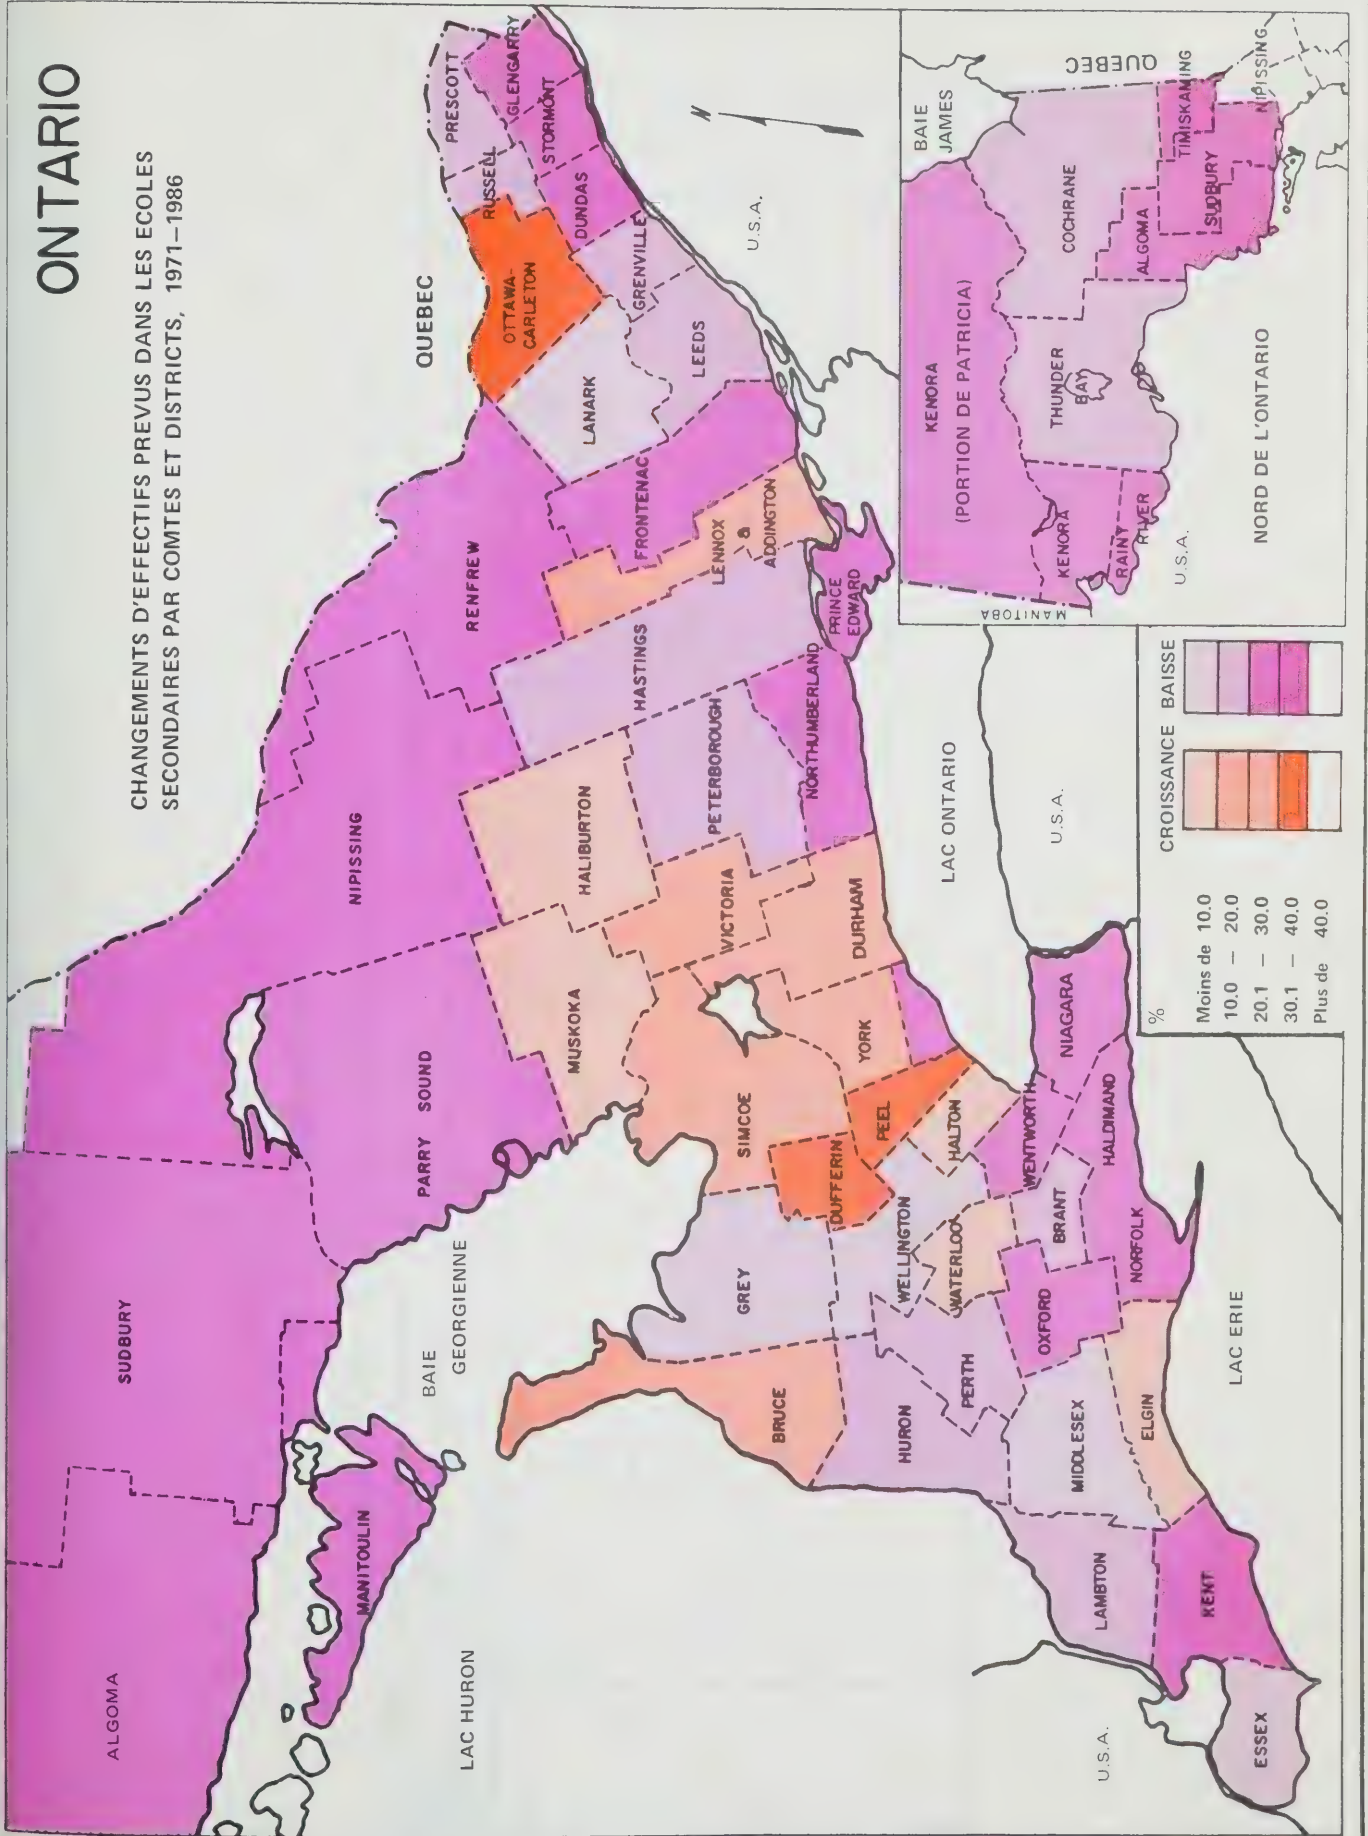 ONTARIO
CHANGEMENTS D'EFFECTIFS PREVUS DANS LES ECOLES
SECONDAIRES PAR COMTES ET DISTRICTS, 1971–1986
QUEBEC
PRESCOTT
GLENGARRY
RUSSELL
STORMONT
DUNDAS
OTTAWA-
CARLETON
GRENVILLE
LANARK
LEEDS
N
U.S.A.
RENFREW
FRONTENAC
LENNOX
&
ADDINGTON
HASTINGS
PRINCE
EDWARD
NORTHUMBERLAND
PETERBOROUGH
NIPISSING
HALIBURTON
VICTORIA
DURHAM
LAC ONTARIO
U.S.A.
PARRY SOUND
MUSKOKA
SIMCOE
YORK
PEEL
DUFFERIN
HALTON
NIAGARA
WENTWORTH
HALDIMAND
SUDBURY
BAIE
GEORGIENNE
GREY
WELLINGTON
WATERLOO
BRANT
NORFOLK
OXFORD
BRUCE
HURON
PERTH
MIDDLESEX
ELGIN
LAC ERIE
ALGOMA
MANITOULIN
LAC HURON
LAMBTON
KENT
ESSEX
U.S.A.
BAIE
JAMES
QUEBEC
TIMISKAMING
NIPISSING
COCHRANE
ALGOMA
SUDBURY
KENORA
(PORTION DE PATRICIA)
THUNDER
BAY
KENORA
RAINY
RIVER
MANITOBA
U.S.A.
NORD DE L'ONTARIO
% CROISSANCE BAISSE
Moins de 10.0
10.0 – 20.0
20.1 – 30.0
30.1 – 40.0
Plus de 40.0